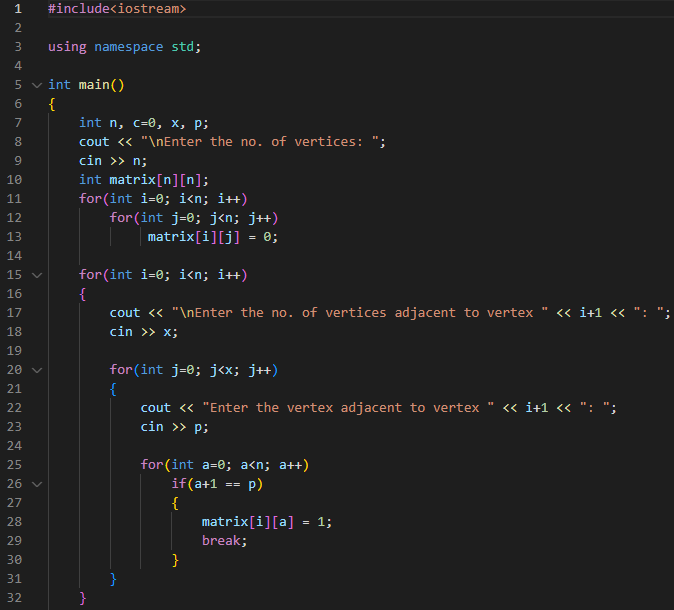 1 #include<iostream>
2
3 using namespace std;
4
5 int main()
6 {
7 int n, c=0, x, p;
8 cout << "\nEnter the no. of vertices: ";
9 cin >> n;
10 int matrix[n][n];
11 for(int i=0; i<n; i++)
12 for(int j=0; j<n; j++)
13 matrix[i][j] = 0;
14
15 for(int i=0; i<n; i++)
16 {
17 cout << "\nEnter the no. of vertices adjacent to vertex " << i+1 << ": ";
18 cin >> x;
19
20 for(int j=0; j<x; j++)
21 {
22 cout << "Enter the vertex adjacent to vertex " << i+1 << ": ";
23 cin >> p;
24
25 for(int a=0; a<n; a++)
26 if(a+1 == p)
27 {
28 matrix[i][a] = 1;
29 break;
30 }
31 }
32 }